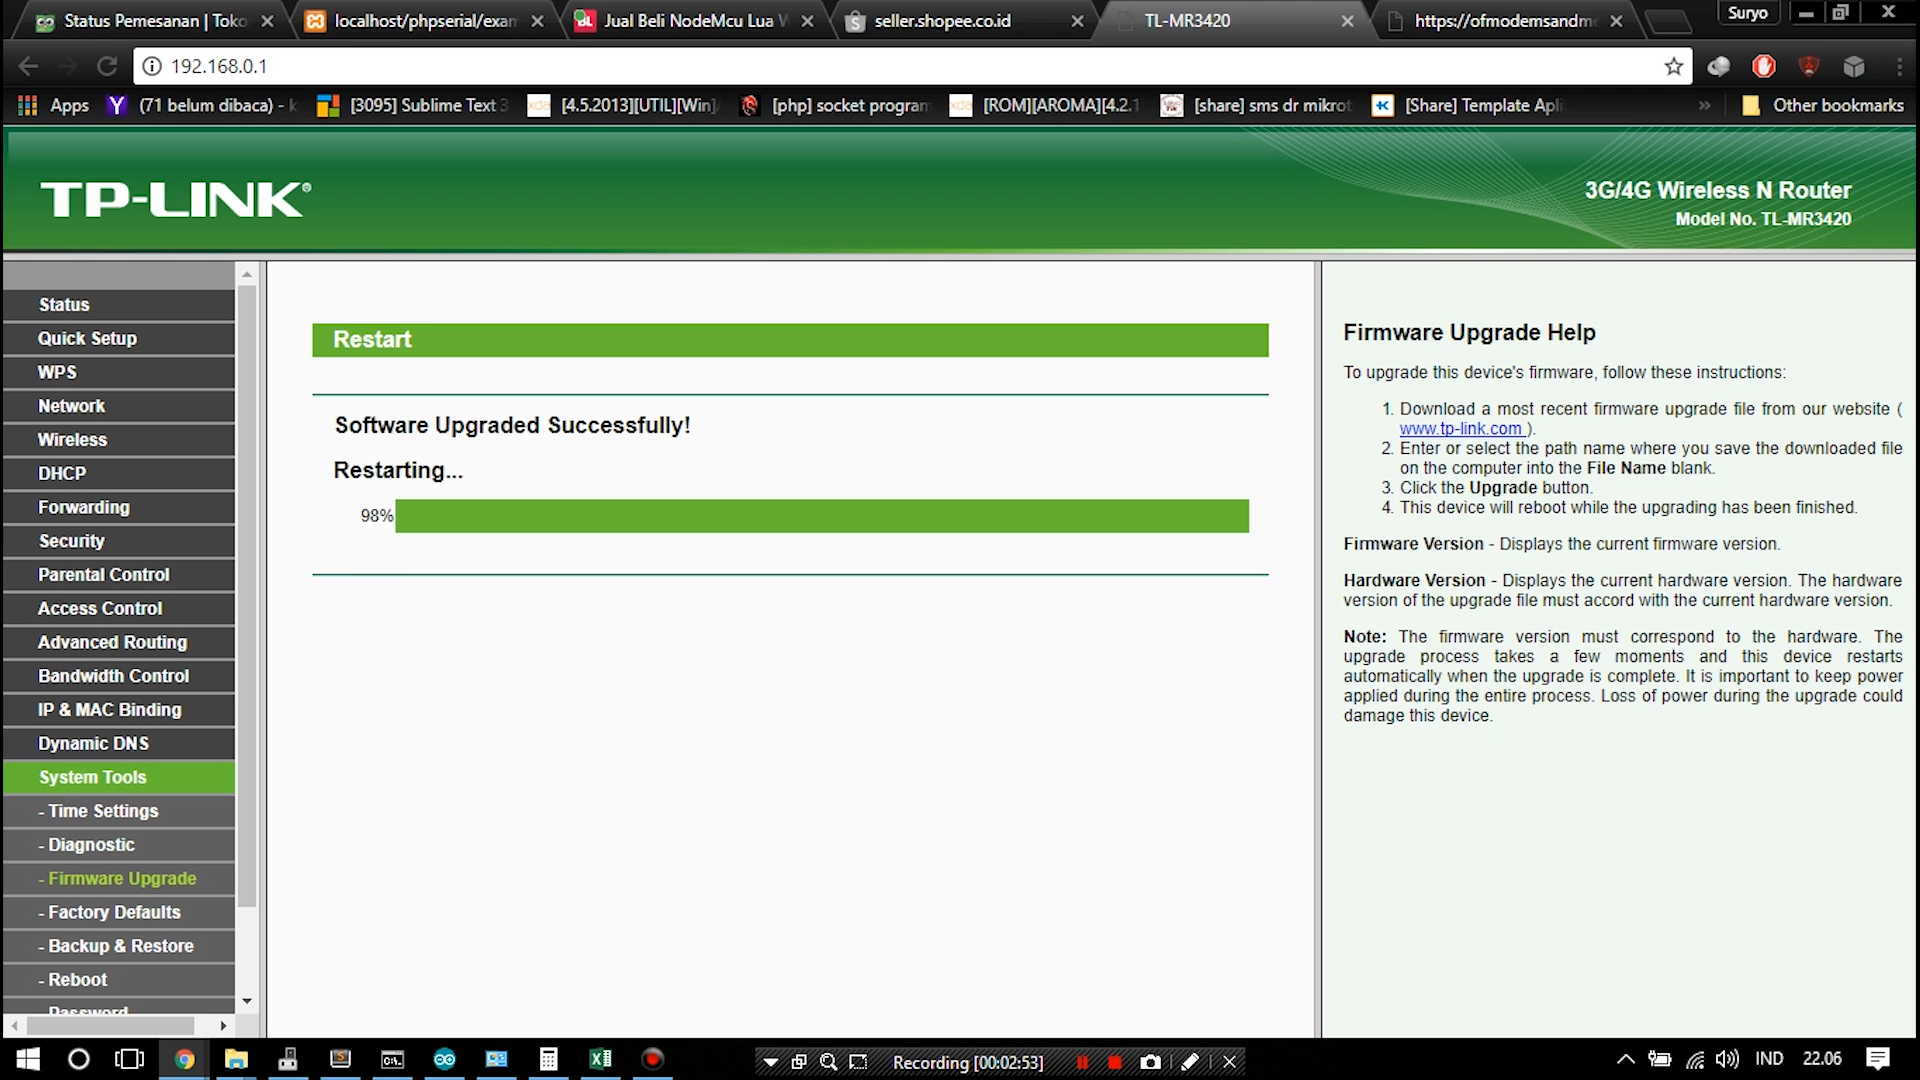 Status Pemesanan | Toko
localhost/phpserial/exam
Jual Beli NodeMcu Lua W
seller.shopee.co.id
TL-MR3420
https://ofmodemsandme
Suryo
192.168.0.1
Apps
(71 belum dibaca) - k
[3095] Sublime Text 3
[4.5.2013][UTIL][Win]
[php] socket program
[ROM][AROMA][4.2.1
[share] sms dr mikrot
[Share] Template Apli
»
Other bookmarks
TP-LINK®
3G/4G Wireless N Router
Model No. TL-MR3420
Status
Quick Setup
WPS
Network
Wireless
DHCP
Forwarding
Security
Parental Control
Access Control
Advanced Routing
Bandwidth Control
IP & MAC Binding
Dynamic DNS
System Tools
- Time Settings
- Diagnostic
- Firmware Upgrade
- Factory Defaults
- Backup & Restore
- Reboot
- Password
Restart
Software Upgraded Successfully!
Restarting...
98%
Firmware Upgrade Help
To upgrade this device's firmware, follow these instructions:
1. Download a most recent firmware upgrade file from our website (
www.tp-link.com ).
2. Enter or select the path name where you save the downloaded file
on the computer into the File Name blank.
3. Click the Upgrade button.
4. This device will reboot while the upgrading has been finished.
Firmware Version - Displays the current firmware version.
Hardware Version - Displays the current hardware version. The hardware
version of the upgrade file must accord with the current hardware version.
Note: The firmware version must correspond to the hardware. The
upgrade process takes a few moments and this device restarts
automatically when the upgrade is complete. It is important to keep power
applied during the entire process. Loss of power during the upgrade could
damage this device.
Recording [00:02:53]
IND
22.06